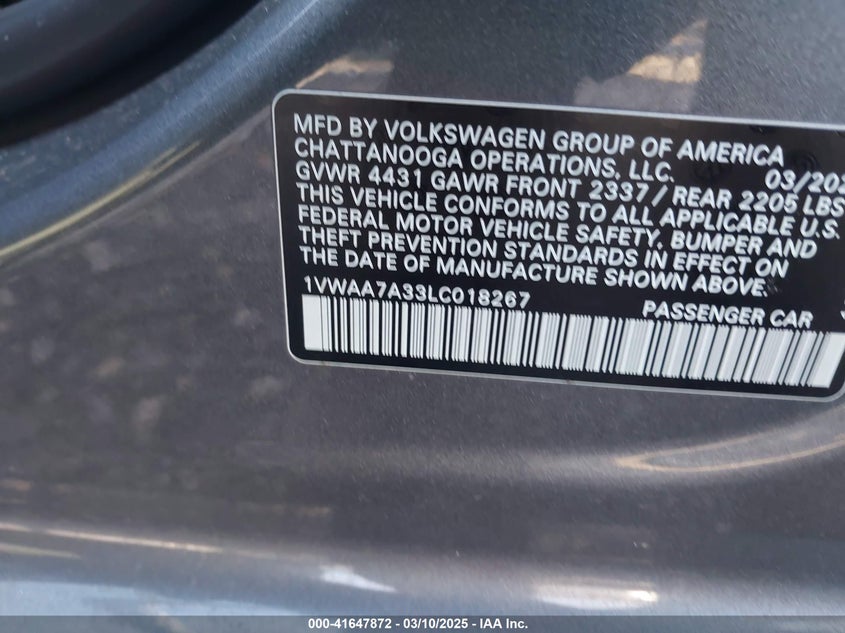 MFD BY VOLKSWAGEN GROUP OF AMERICA
CHATTANOOGA OPERATIONS, LLC. 03/202
GVWR 4431 GAWR FRONT 2337 / REAR 2205 LBS
THIS VEHICLE CONFORMS TO ALL APPLICABLE U.S.
FEDERAL MOTOR VEHICLE SAFETY, BUMPER AND
THEFT PREVENTION STANDARDS IN EFFECT ON
THE DATE OF MANUFACTURE SHOWN ABOVE.
1VWAA7A33LC018267 PASSENGER CAR
000-41647872 — 03/10/2025 — IAA Inc.